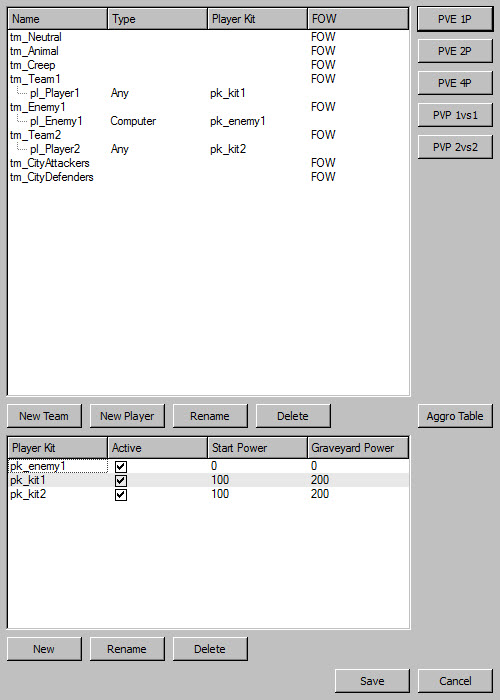 Name Type Player Kit FOW
tm_Neutral FOW
tm_Animal FOW
tm_Creep FOW
tm_Team1 FOW
pl_Player1 Any pk_kit1
tm_Enemy1 FOW
pl_Enemy1 Computer pk_enemy1
tm_Team2 FOW
pl_Player2 Any pk_kit2
tm_CityAttackers FOW
tm_CityDefenders FOW
PVE 1P
PVE 2P
PVE 4P
PVP 1vs1
PVP 2vs2
New Team New Player Rename Delete Aggro Table
Player Kit Active Start Power Graveyard Power
pk_enemy1 0 0
pk_kit1 100 200
pk_kit2 100 200
New Rename Delete
Save Cancel